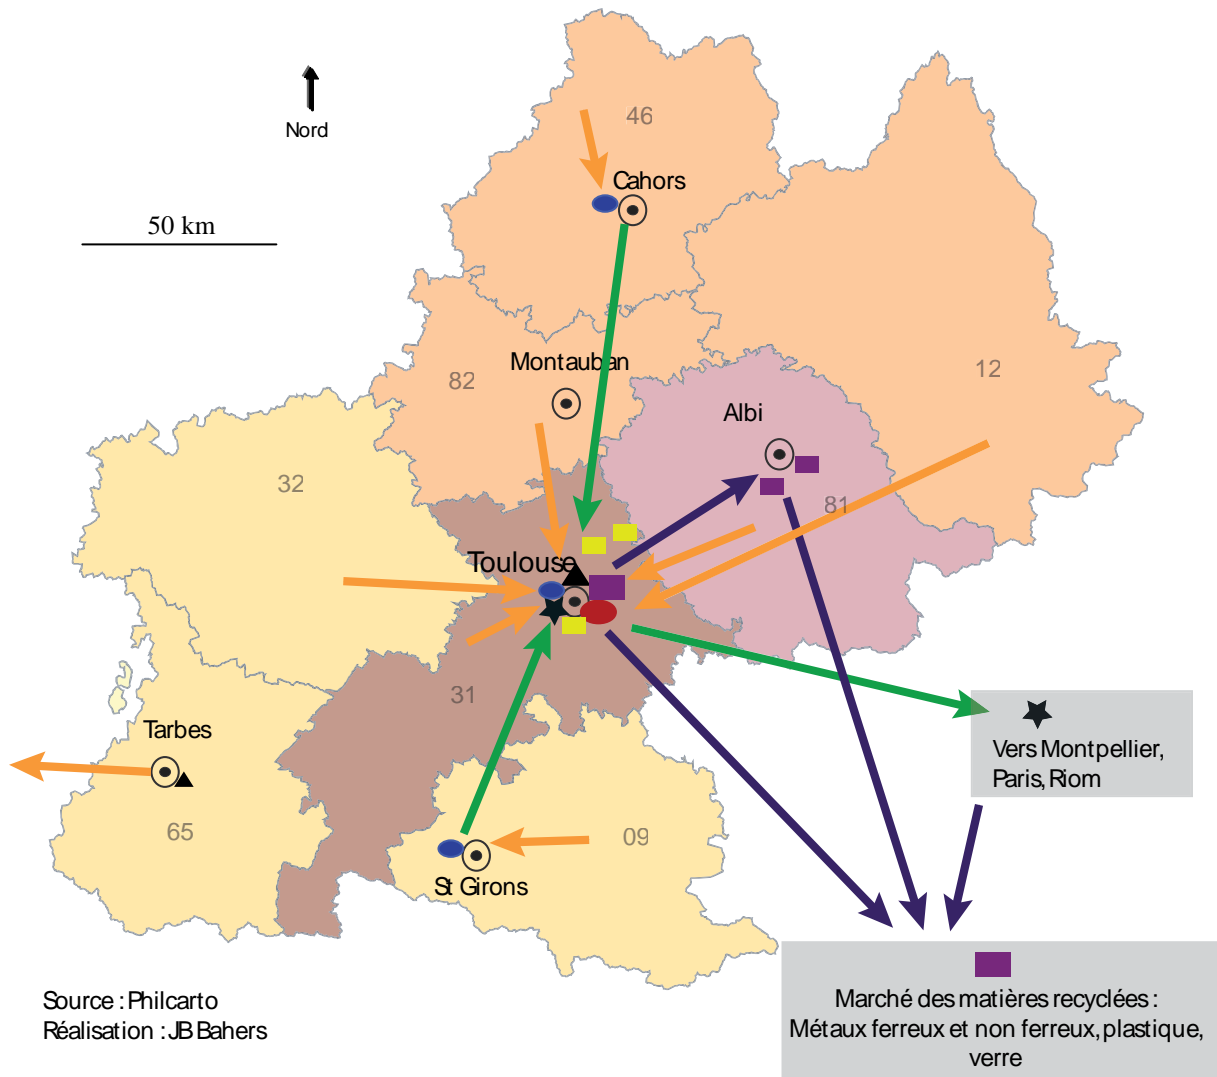 46
Nord
Cahors
50 km
Montauban
82
12
Albi
32
81
Toulouse
31
Tarbes
Vers Montpellier,
Paris, Riom
65
09
St Girons
Source : Philcarto
Réalisation : JB Bahers
Marché des matières recyclées :
Métaux ferreux et non ferreux, plastique,
verre